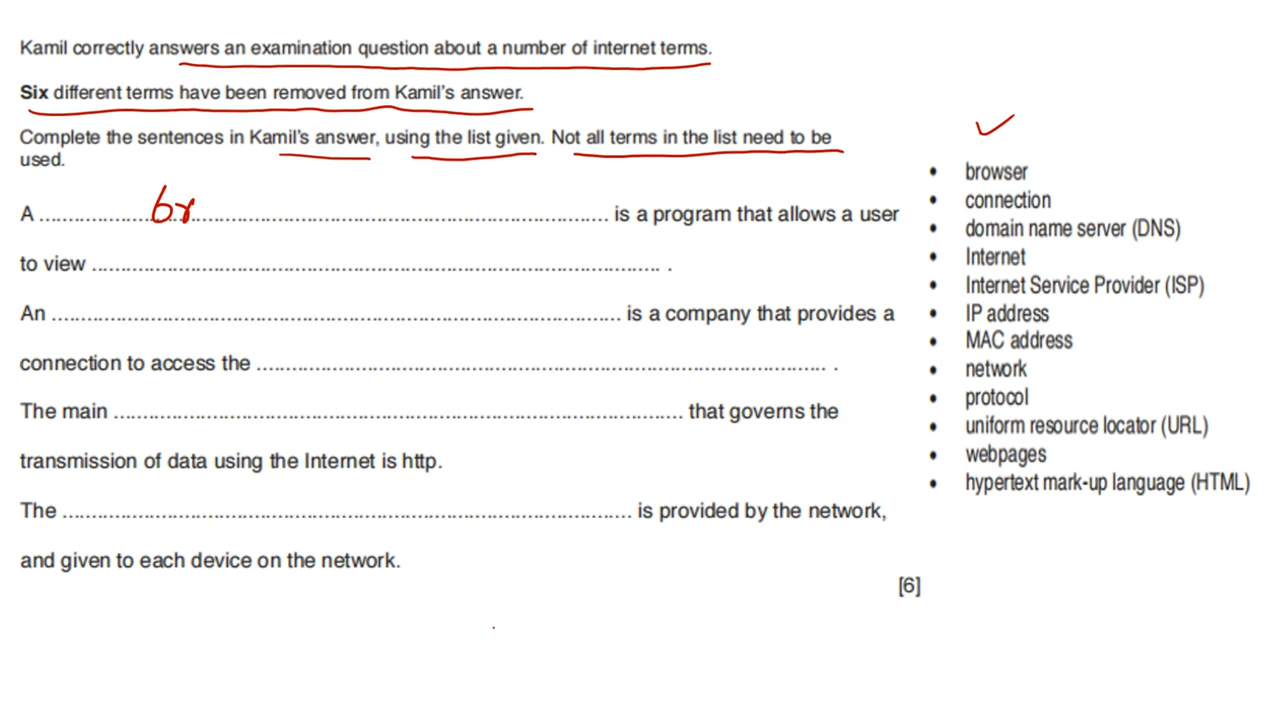 Kamil correctly answers an examination question about a number of internet terms.
Six different terms have been removed from Kamil's answer.
Complete the sentences in Kamil's answer, using the list given. Not all terms in the list need to be
used.
A ......br...... is a program that allows a user
to view ............ .
An ............ is a company that provides a
connection to access the ............ .
The main ............ that governs the
transmission of data using the Internet is http.
The ............ is provided by the network,
and given to each device on the network.
[6]
• browser
• connection
• domain name server (DNS)
• Internet
• Internet Service Provider (ISP)
• IP address
• MAC address
• network
• protocol
• uniform resource locator (URL)
• webpages
• hypertext mark-up language (HTML)